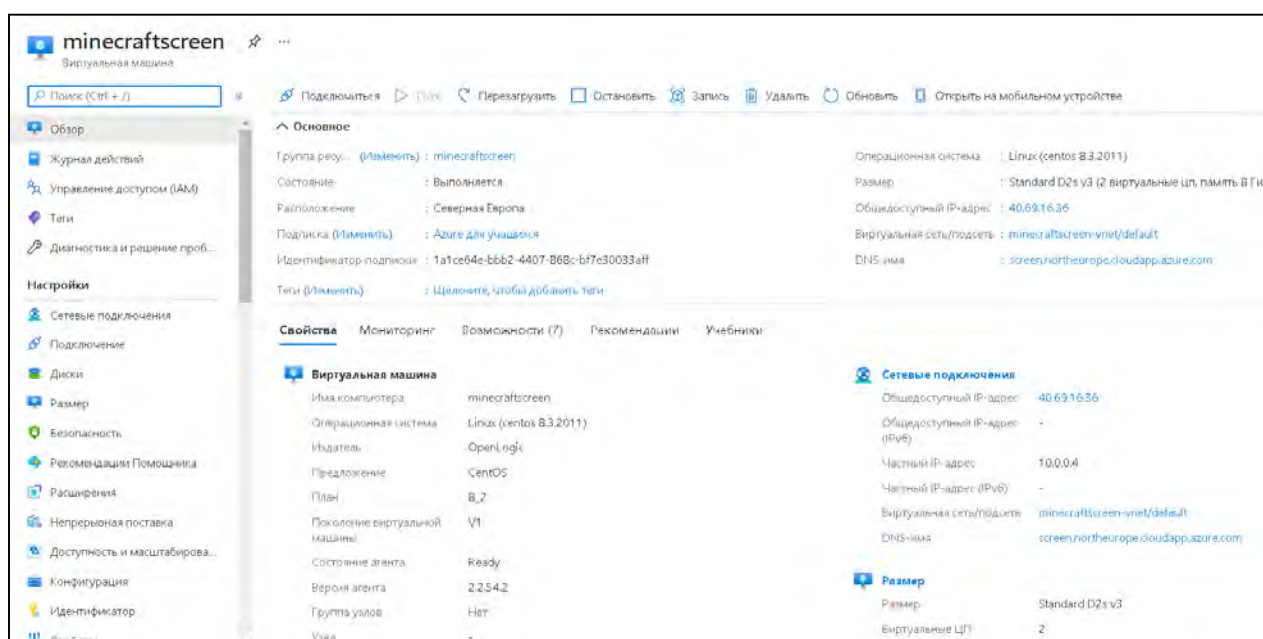 minecraftscreen
Виртуальная машина
Поиск (Ctrl + /)
Подключиться Пуск Перезагрузить Остановить Запись Удалить Обновить Открыть на мобильном устройстве
Обзор
Журнал действий
Управление доступом (IAM)
Теги
Диагностика и решение проб...
Настройки
Сетевые подключения
Подключение
Диски
Размер
Безопасность
Рекомендации Помощника
Расширения
Непрерывная поставка
Доступность и масштабирова...
Конфигурация
Идентификатор
Основное
Группа ресу... (Изменить) : minecraftscreen
Состояние : Выполняется
Расположение : Северная Европа
Подписка (Изменить) : Azure для учащихся
Идентификатор подписки : 1a1ce64e-bbb2-4407-868c-bf7e30033aff
Теги (Изменить) : Щелкните, чтобы добавить теги
Операционная система : Linux (centos 8.3.2011)
Размер : Standard D2s v3 (2 виртуальные цп, память 8 Ги
Общедоступный IP-адрес : 40.69.16.36
Виртуальная сеть/подсеть : minecraftscreen-vnet/default
DNS-имя : screen.northeurope.cloudapp.azure.com
Свойства Мониторинг Возможности (7) Рекомендации Учебники
Виртуальная машина
Имя компьютера minecraftscreen
Операционная система Linux (centos 8.3.2011)
Издатель OpenLogic
Предложение CentOS
План 8_2
Поколение виртуальной машины V1
Состояние агента Ready
Версия агента 2.2.54.2
Группа узлов Нет
Узел -
Сетевые подключения
Общедоступный IP-адрес 40.69.16.36
Общедоступный IP-адрес (IPv6) -
Частный IP-адрес 10.0.0.4
Частный IP-адрес (IPv6) -
Виртуальная сеть/подсеть minecraftscreen-vnet/default
DNS-имя screen.northeurope.cloudapp.azure.com
Размер
Размер Standard D2s v3
Виртуальные ЦП 2